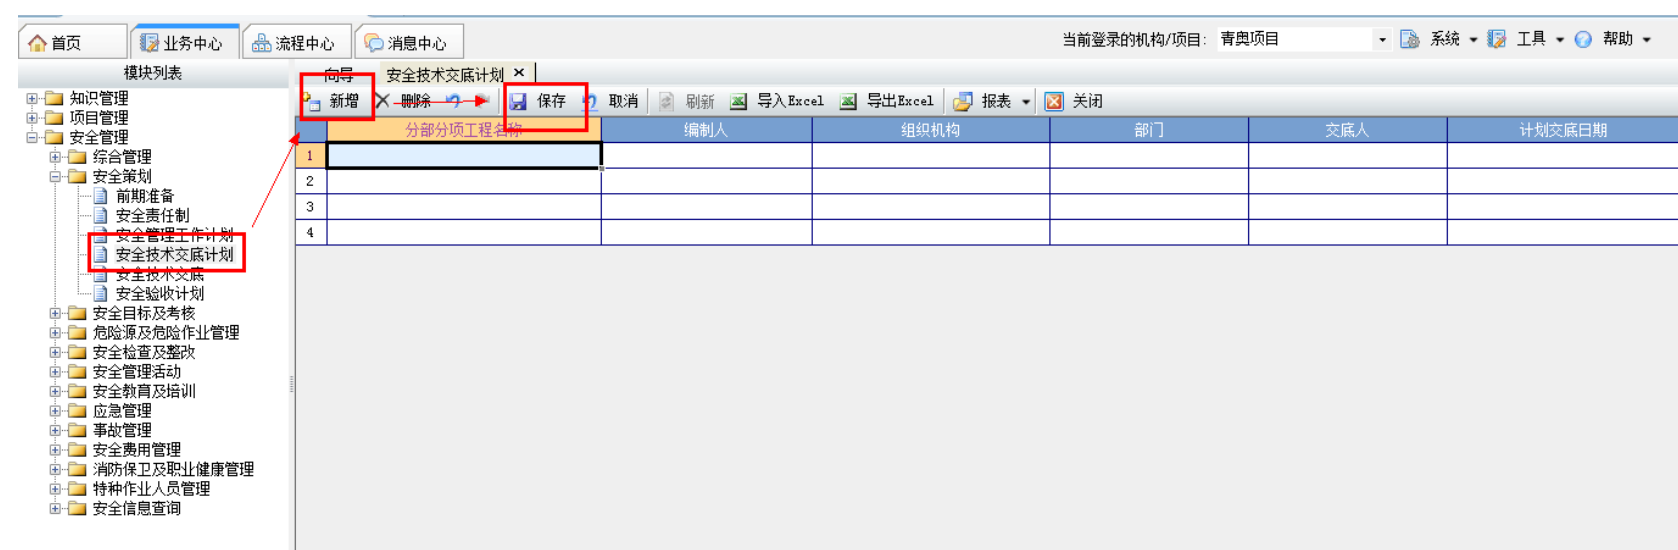 首页 业务中心 流程中心 消息中心 当前登录的机构/项目: 青奥项目 系统 工具 帮助
模块列表 向导 安全技术交底计划 ×
新增 删除 保存 取消 刷新 导入Excel 导出Excel 报表 关闭
分部分项工程名称 编制人 组织机构 部门 交底人 计划交底日期
1
2
3
4
知识管理
项目管理
安全管理
综合管理
安全策划
前期准备
安全责任制
安全管理工作计划
安全技术交底计划
安全技术交底
安全验收计划
安全目标及考核
危险源及危险作业管理
安全检查及整改
安全管理活动
安全教育及培训
应急管理
事故管理
安全费用管理
消防保卫及职业健康管理
特种作业人员管理
安全信息查询